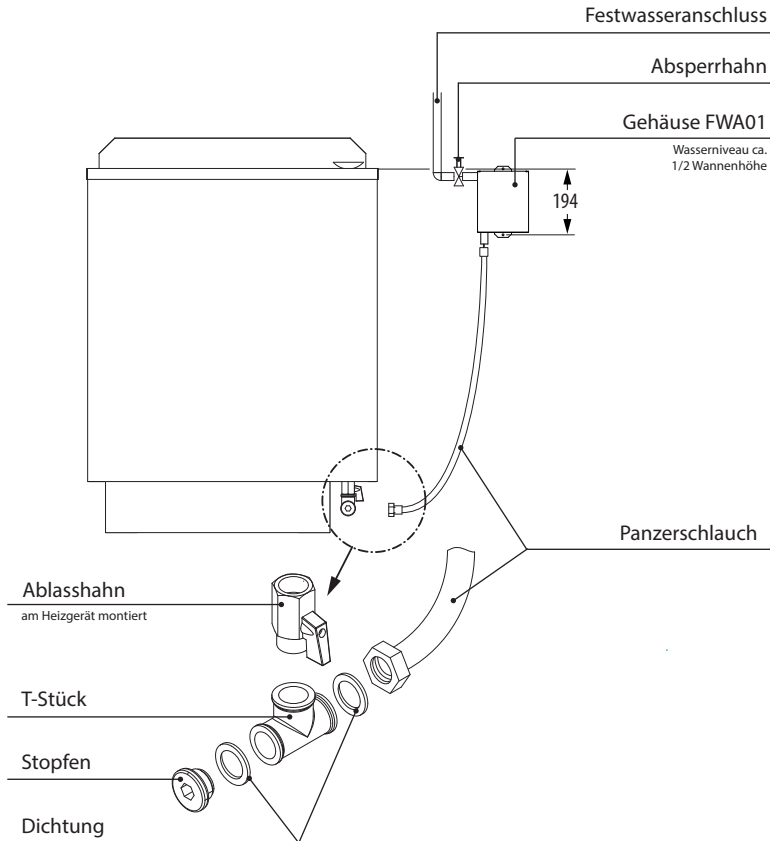 Festwasseranschluss
Absperrhahn
Gehäuse FWA01
Wasserniveau ca.
1/2 Wannenhöhe
194
Panzerschlauch
Ablasshahn
am Heizgerät montiert
T-Stück
Stopfen
Dichtung